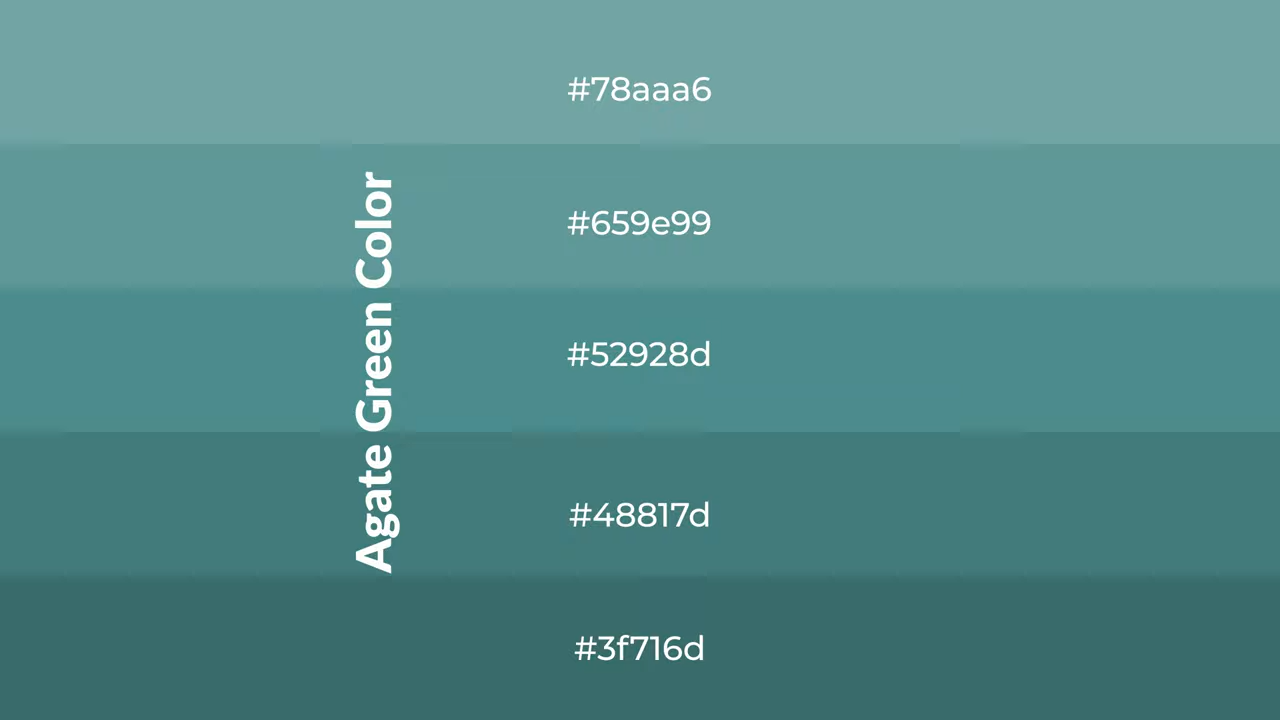 Agate Green Color
#78aaa6
#659e99
#52928d
#48817d
#3f716d